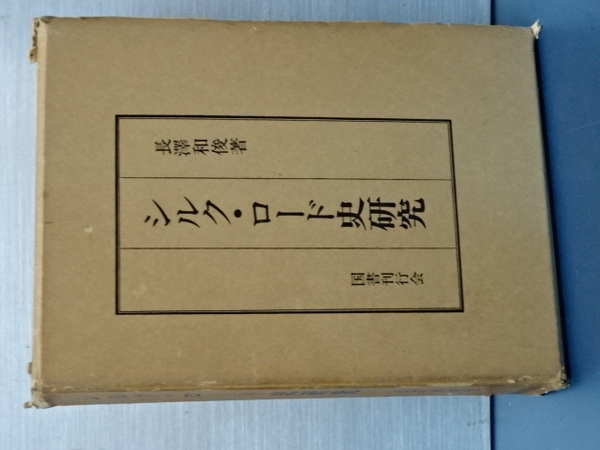 長澤和俊著
シルク・ロード史研究
国書刊行会